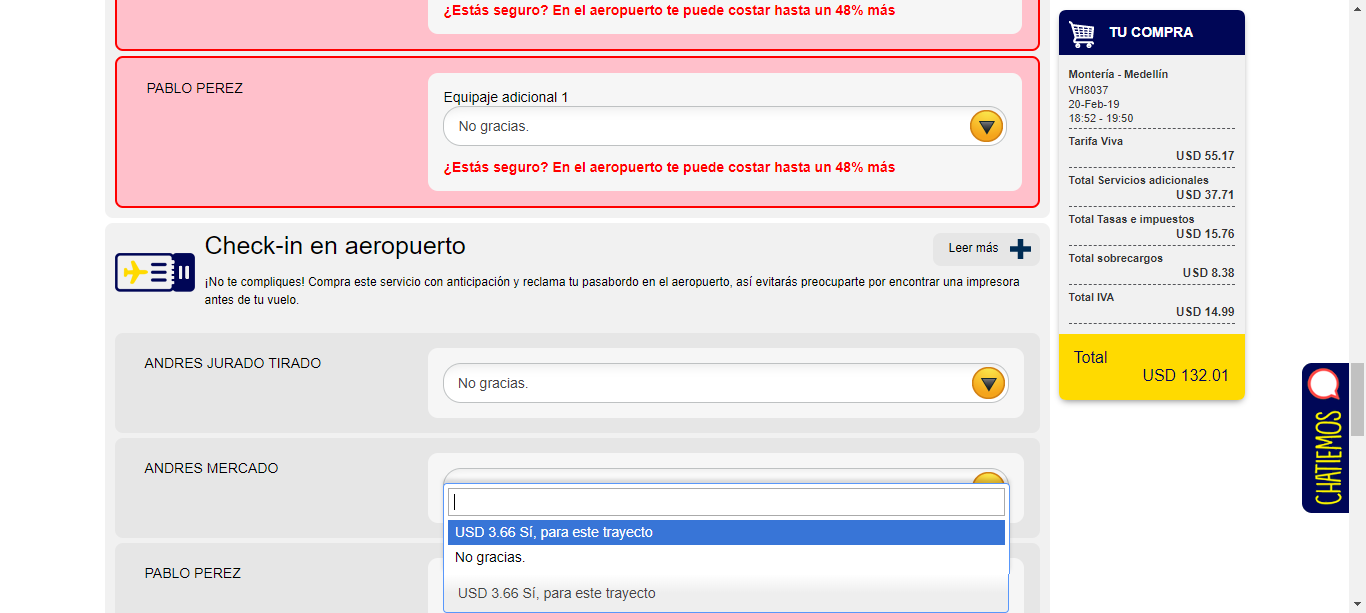 ¿Estás seguro? En el aeropuerto te puede costar hasta un 48% más
PABLO PEREZ
Equipaje adicional 1
No gracias.
¿Estás seguro? En el aeropuerto te puede costar hasta un 48% más
Check-in en aeropuerto
Leer más
¡No te compliques! Compra este servicio con anticipación y reclama tu pasabordo en el aeropuerto, así evitarás preocuparte por encontrar una impresora
antes de tu vuelo.
ANDRES JURADO TIRADO
No gracias.
ANDRES MERCADO
USD 3.66 Sí, para este trayecto
No gracias.
PABLO PEREZ
USD 3.66 Sí, para este trayecto
TU COMPRA
Montería - Medellín
VH8037
20-Feb-19
18:52 - 19:50
Tarifa Viva
USD 55.17
Total Servicios adicionales
USD 37.71
Total Tasas e impuestos
USD 15.76
Total sobrecargos
USD 8.38
Total IVA
USD 14.99
Total
USD 132.01
CHATIEMOS